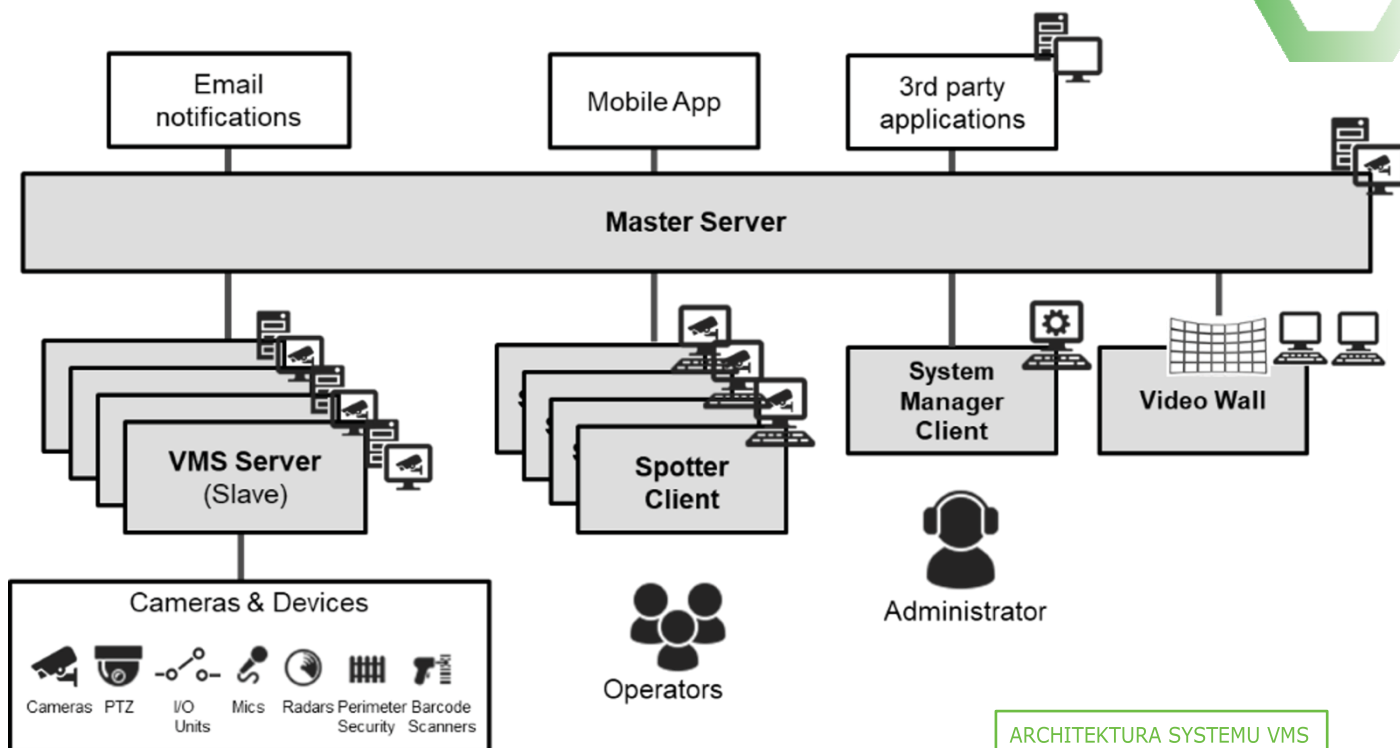 Email
notifications
Mobile App
3rd party
applications
Master Server
VMS Server
(Slave)
Spotter
Client
System
Manager
Client
Video Wall
Cameras & Devices
Cameras
PTZ
I/O
Units
Mics
Radars
Perimeter
Security
Barcode
Scanners
Operators
Administrator
ARCHITEKTURA SYSTEMU VMS